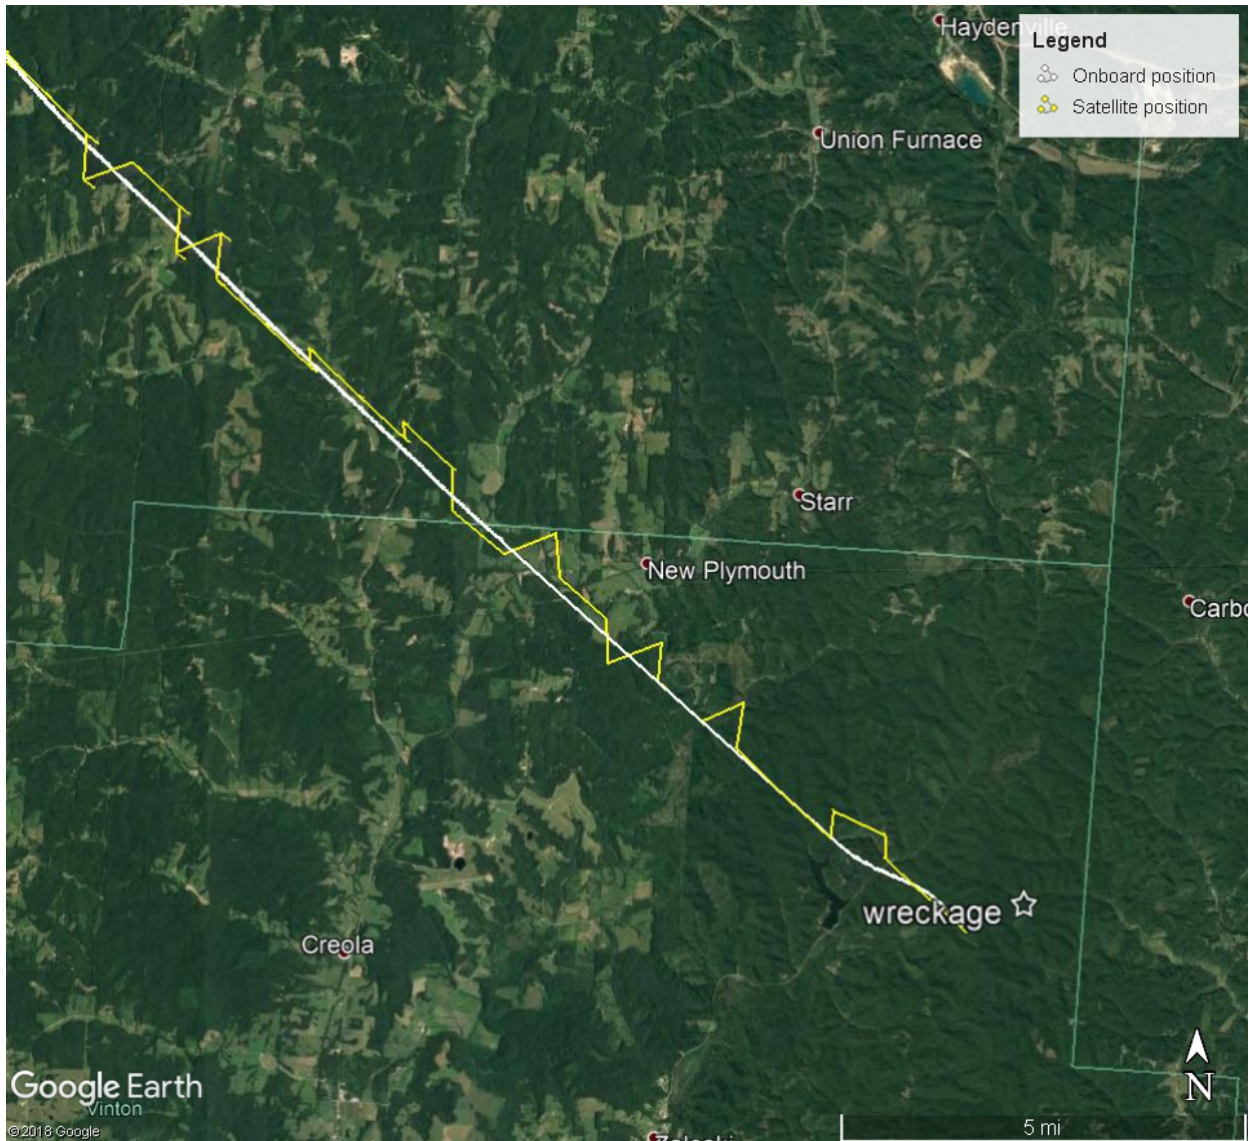 Haydenville
Legend
Onboard position
Satellite position
Union Furnace
Starr
New Plymouth
Carbo
wreckage
Creola
Google Earth
Vinton
©2018 Google
N
5 mi